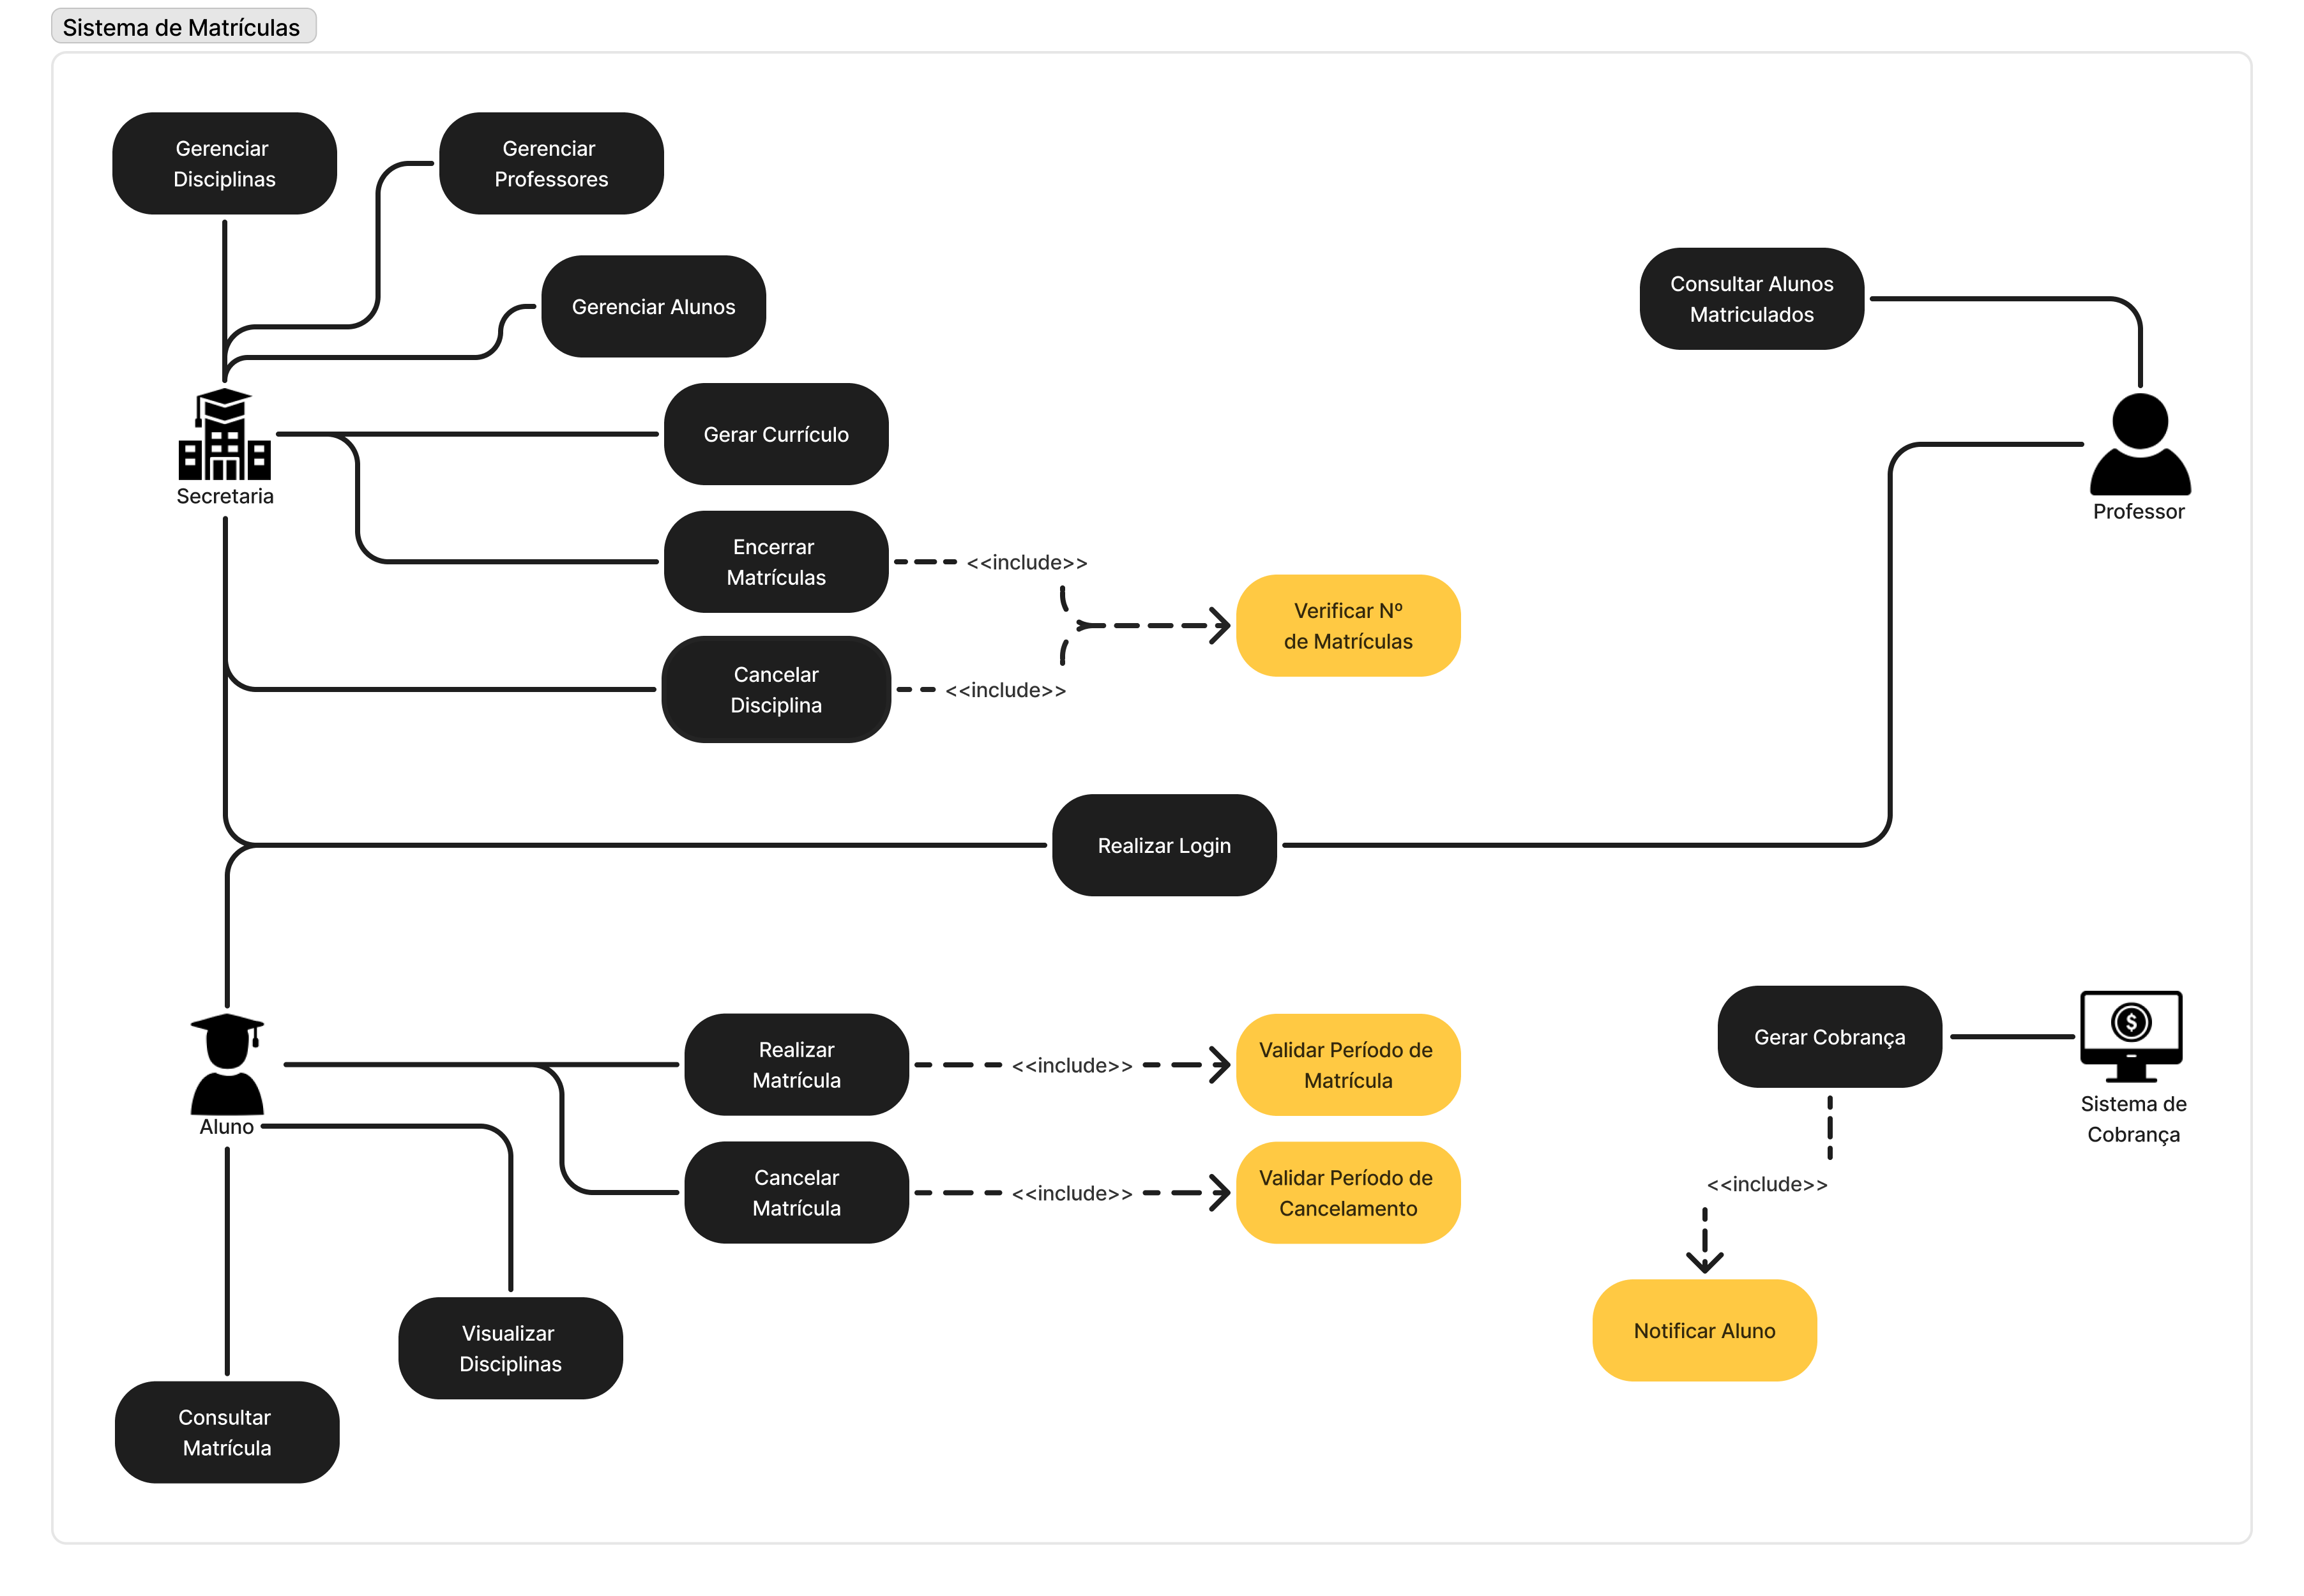 Sistema de Matrículas
Gerenciar
Disciplinas
Gerenciar
Professores
Gerenciar Alunos
Consultar Alunos
Matriculados
Gerar Currículo
Secretaria
Professor
Encerrar
Matrículas
<<include>>
Verificar Nº
de Matrículas
Cancelar
Disciplina
<<include>>
Realizar Login
Aluno
Realizar
Matrícula
<<include>>
Validar Período de
Matrícula
Gerar Cobrança
Sistema de
Cobrança
Cancelar
Matrícula
<<include>>
Validar Período de
Cancelamento
<<include>>
Notificar Aluno
Visualizar
Disciplinas
Consultar
Matrícula